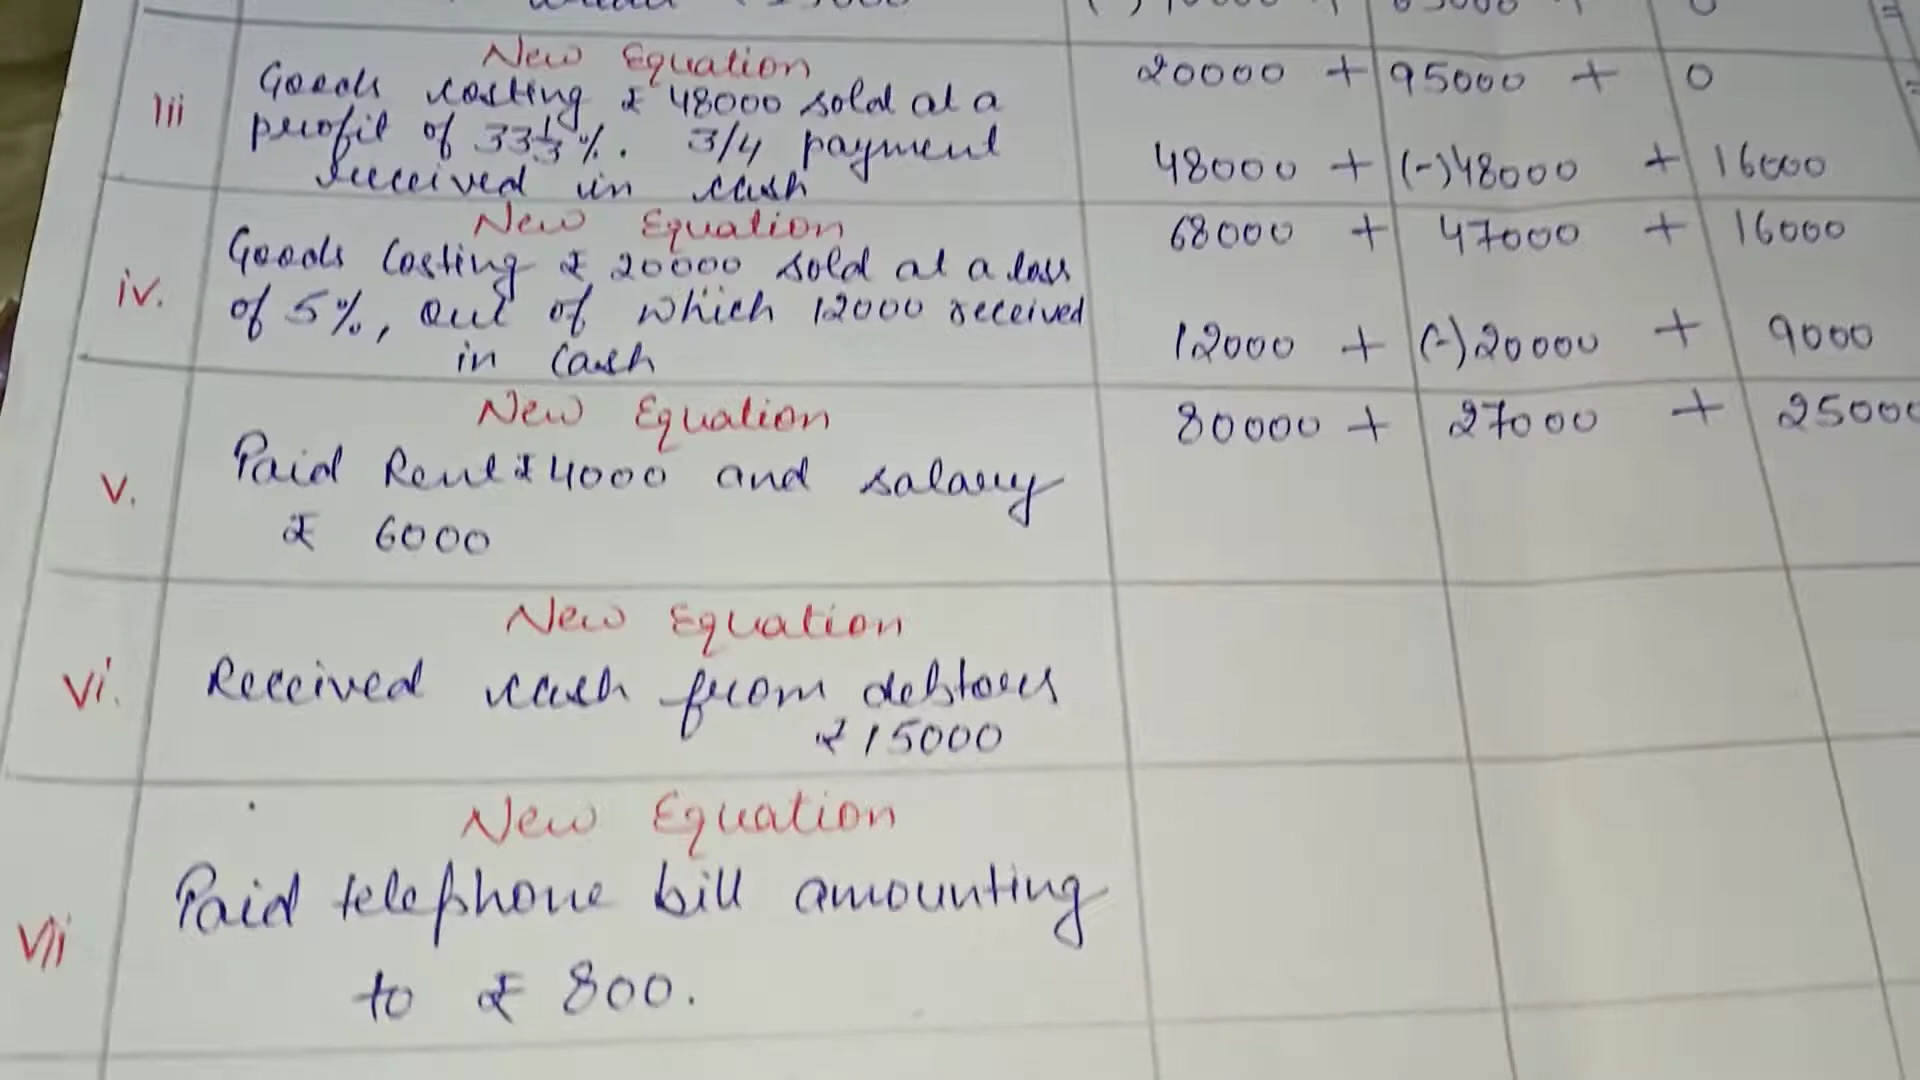 New Equation 20000 + 95000 + 0
iii Goods costing ₹ 48000 sold at a
profit of 33⅓%. 3/4 payment 48000 + (-)48000 + 16000
received in cash
New Equation 68000 + 47000 + 16000
iv. Goods Costing ₹ 20000 sold at a loss
of 5%, out of which 12000 received 12000 + (-)20000 + 9000
in Cash
New Equation 80000 + 27000 + 25000
v. Paid Rent ₹ 4000 and salary
₹ 6000
New Equation
vi. Received cash from debtors
₹ 15000
New Equation
vii Paid telephone bill amounting
to ₹ 800.